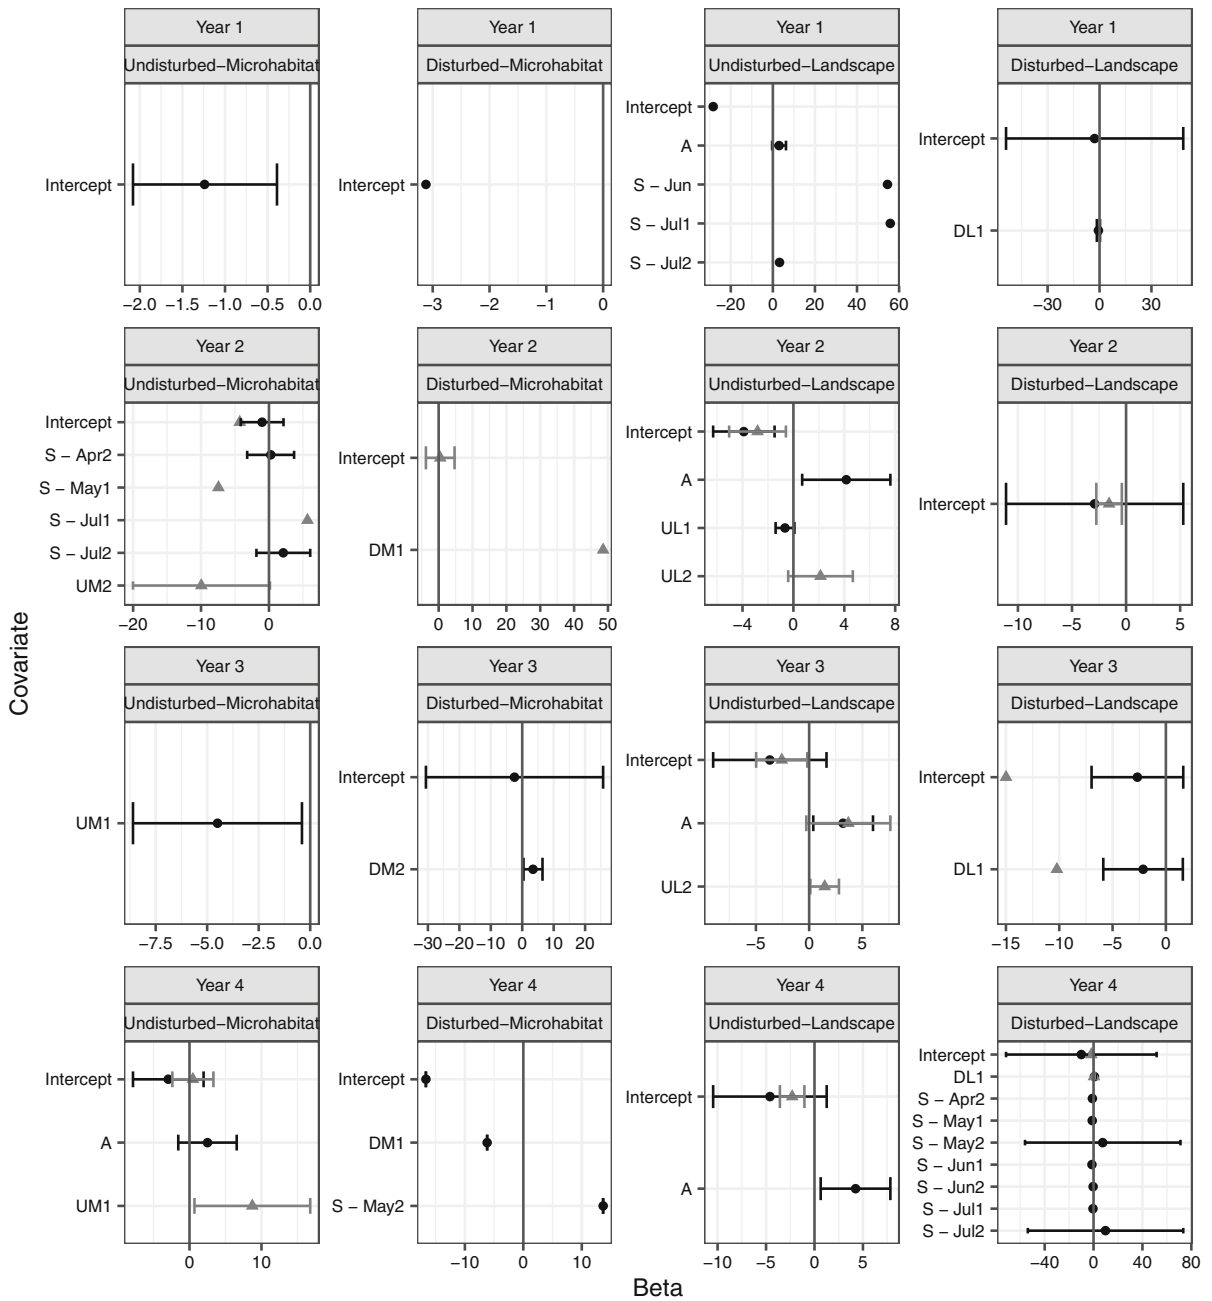 Year 1
Undisturbed−Microhabitat
Intercept
−2.0 −1.5 −1.0 −0.5 0.0
Year 1
Disturbed−Microhabitat
Intercept
−3 −2 −1 0
Year 1
Undisturbed−Landscape
Intercept
A
S − Jun
S − Jul1
S − Jul2
−20 0 20 40 60
Year 1
Disturbed−Landscape
Intercept
DL1
−30 0 30
Year 2
Undisturbed−Microhabitat
Intercept
S − Apr2
S − May1
S − Jul1
S − Jul2
UM2
−20 −10 0
Year 2
Disturbed−Microhabitat
Intercept
DM1
0 10 20 30 40 50
Year 2
Undisturbed−Landscape
Intercept
A
UL1
UL2
−4 0 4 8
Year 2
Disturbed−Landscape
Intercept
−10 −5 0 5
Covariate
Year 3
Undisturbed−Microhabitat
UM1
−7.5 −5.0 −2.5 0.0
Year 3
Disturbed−Microhabitat
Intercept
DM2
−30 −20 −10 0 10 20
Year 3
Undisturbed−Landscape
Intercept
A
UL2
−5 0 5
Year 3
Disturbed−Landscape
Intercept
DL1
−15 −10 −5 0
Year 4
Undisturbed−Microhabitat
Intercept
A
UM1
0 10
Year 4
Disturbed−Microhabitat
Intercept
DM1
S − May2
−10 0 10
Year 4
Undisturbed−Landscape
Intercept
A
−10 −5 0 5
Year 4
Disturbed−Landscape
Intercept
DL1
S − Apr2
S − May1
S − May2
S − Jun1
S − Jun2
S − Jul1
S − Jul2
−40 0 40 80
Beta